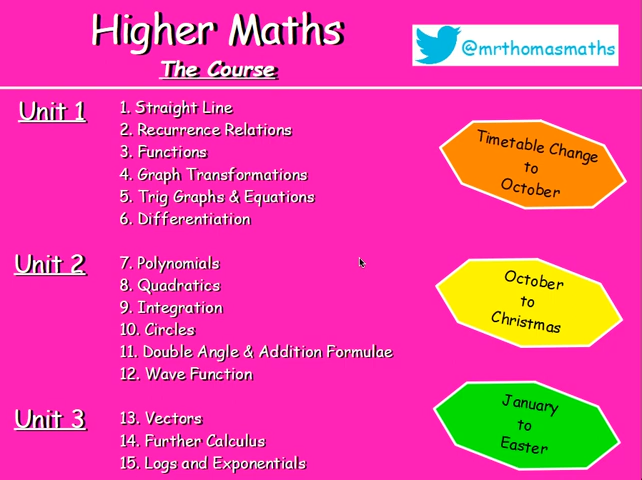 Higher Maths
The Course
@mrthomasmaths
Unit 1
1. Straight Line
2. Recurrence Relations
3. Functions
4. Graph Transformations
5. Trig Graphs & Equations
6. Differentiation
Timetable Change
to
October
Unit 2
7. Polynomials
8. Quadratics
9. Integration
10. Circles
11. Double Angle & Addition Formulae
12. Wave Function
October
to
Christmas
Unit 3
13. Vectors
14. Further Calculus
15. Logs and Exponentials
January
to
Easter